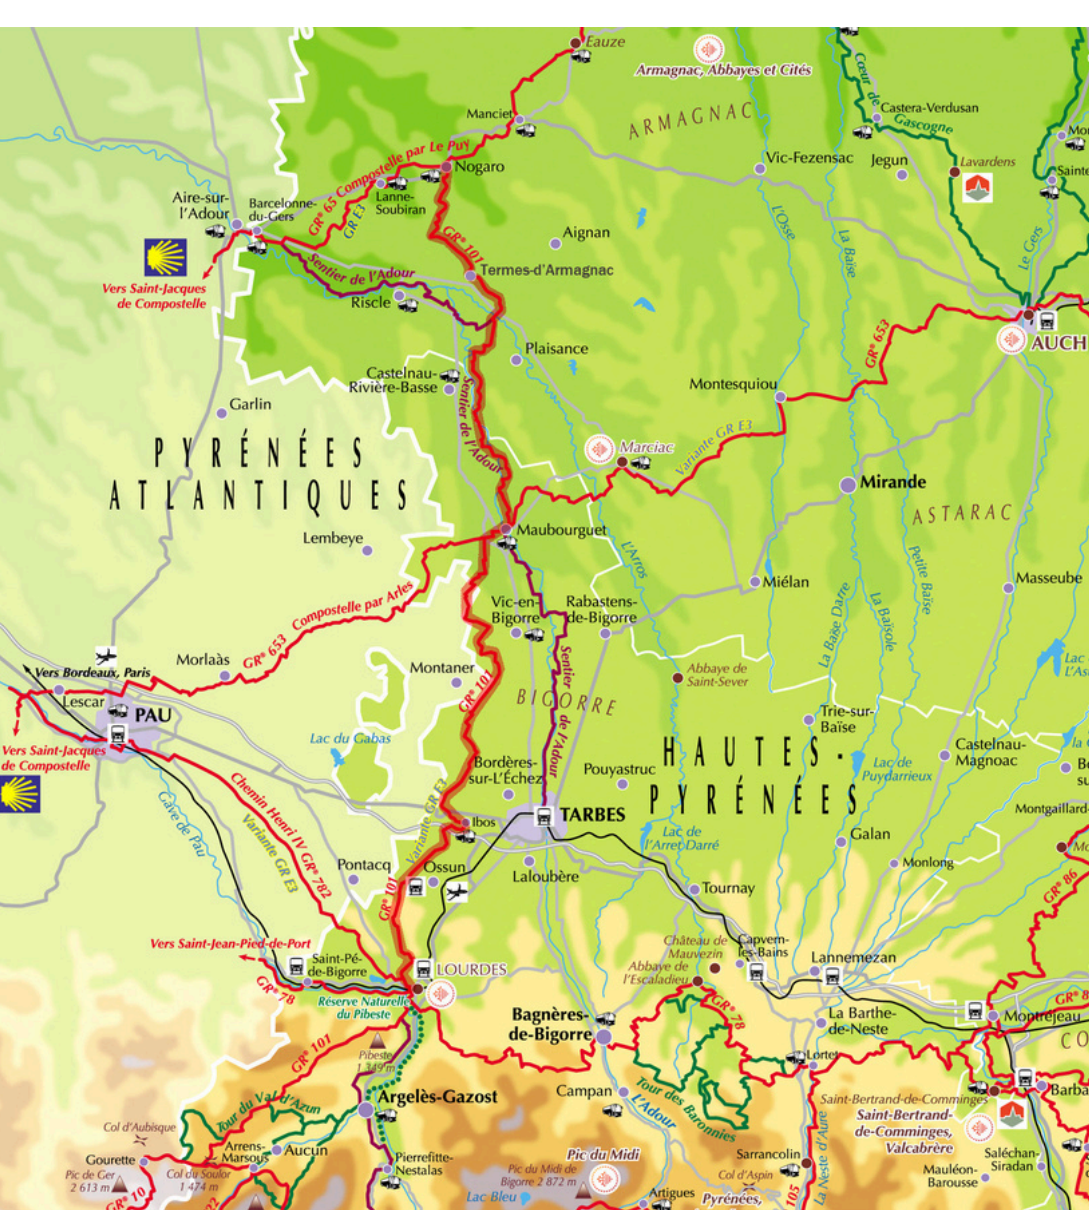 Eauze
Armagnac, Abbayes et Cités
ARMAGNAC
Manciet
Castera-Verdusan
Cœur de
Gascogne
Vic-Fezensac
Jegun
Lavardens
GR® 65 Compostelle par Le Puy
Nogaro
Lanne-
Soubiran
GR E3
Aire-sur-
l'Adour
Barcelonne-
du-Gers
GR® 101
Aignan
L'Osse
La Baïse
Le Gers
Sentier de l'Adour
Termes-d'Armagnac
Vers Saint-Jacques
de Compostelle
Riscle
AUCH
GR® 653
Plaisance
Castelnau-
Rivière-Basse
Montesquiou
Garlin
Sentier de l'Adour
Variante GR E3
Marciac
PYRÉNÉES
ATLANTIQUES
Mirande
ASTARAC
Lembeye
Maubourguet
L'Arros
Petite Baïse
Miélan
Masseube
GR® 653 Compostelle par Arles
Vic-en-
Bigorre
Rabastens-
de-Bigorre
La Baïse Darre
La Baïsole
Vers Bordeaux, Paris
Morlaàs
Montaner
GR® 101
BIGORRE
Sentier de l'Adour
Abbaye de
Saint-Sever
Lescar
PAU
Trie-sur-
Baïse
Lac du Gabas
HAUTES-
PYRÉNÉES
Castelnau-
Magnoac
Vers Saint-Jacques
de Compostelle
Bordères-
sur-L'Échez
Pouyastruc
Lac de
Puydarrieux
Chemin Henri IV GR® 782
Variante GR E3
Gave de Pau
Variante GR E3
Ibos
TARBES
Lac de
l'Arret Darré
Galan
Montgaillard-
Monlong
Pontacq
Ossun
Laloubère
Tournay
GR® 86
GR® 101
Vers Saint-Jean-Pied-de-Port
Saint-Pé-
de-Bigorre
LOURDES
Château de
Mauvezin
Abbaye de
l'Escaladieu
Capvern-
les-Bains
Lannemezan
GR® 78
Réserve Naturelle
du Pibeste
GR® 78
Bagnères-
de-Bigorre
La Barthe-
de-Neste
Montréjeau
GR® 101
Pibeste
1 349 m
Lortet
Campan
L'Adour
Tour des Baronnies
Argelès-Gazost
Tour du Val d'Azun
Saint-Bertrand-de-Comminges
Saint-Bertrand-
de-Comminges,
Valcabrère
Col d'Aubisque
Arrens-
Marsous
Aucun
Gourette
Pic de Ger
2 613 m
Col du Soulor
1 474 m
Pierrefitte-
Nestalas
Pic du Midi
Pic du Midi de
Bigorre 2 872 m
Lac Bleu
Sarrancolin
La Neste d'Aure
Col d'Aspin
Mauléon-
Barousse
Saléchan-
Siradan
Artigues
Pyrénées,
GR® 10
105